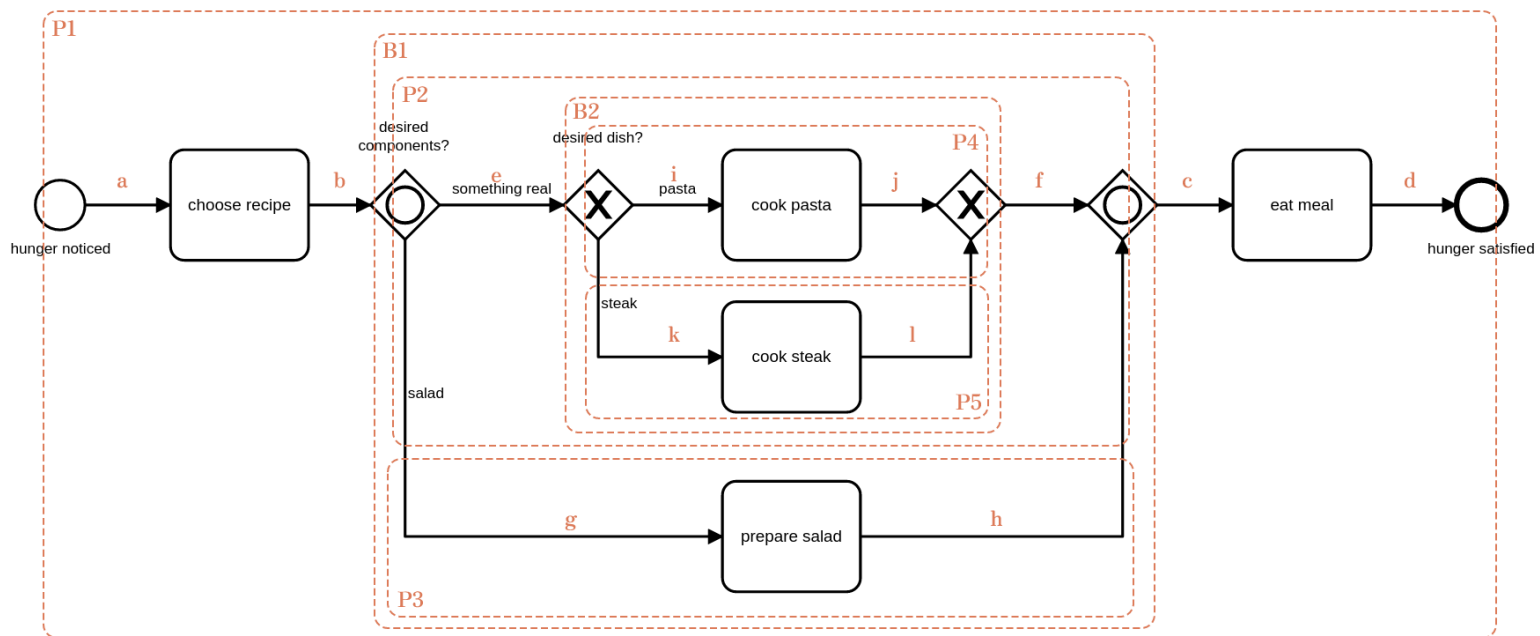 P1
B1
P2
B2
desired
components?
desired dish?
P4
a
b
e
something real
i
pasta
j
f
c
d
X
X
choose recipe
cook pasta
eat meal
hunger noticed
hunger satisfied
steak
k
cook steak
l
salad
P5
g
prepare salad
h
P3